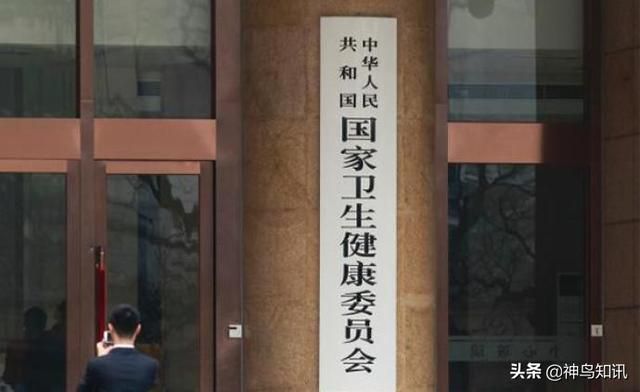 中华人民
共和国
国家卫生健康委员会
头条 @神鸟知讯